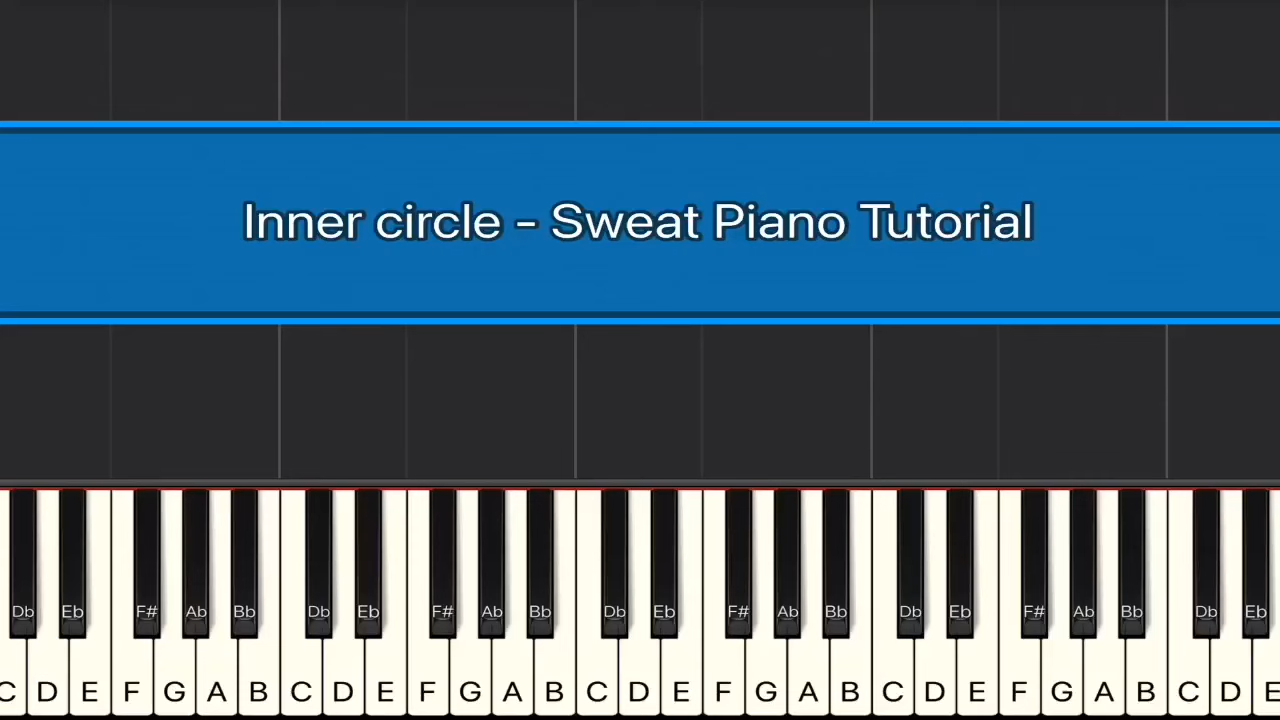 Inner circle - Sweat Piano Tutorial
Db Eb F# Ab Bb Db Eb F# Ab Bb Db Eb F# Ab Bb Db Eb F# Ab Bb Db Eb
C D E F G A B C D E F G A B C D E F G A B C D E F G A B C D E